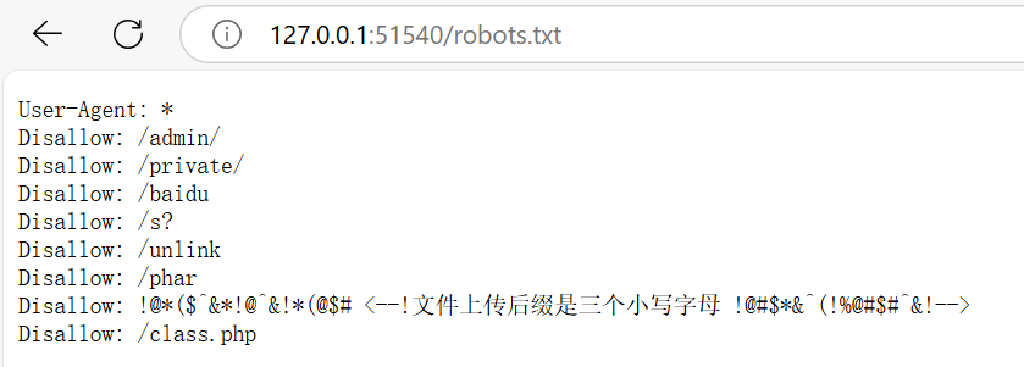 127.0.0.1:51540/robots.txt
User-Agent: *
Disallow: /admin/
Disallow: /private/
Disallow: /baidu
Disallow: /s?
Disallow: /unlink
Disallow: /phar
Disallow: !@*($^&*!@^&!*(@$# <--!文件上传后缀是三个小写字母 !@#$*&^(!%@#$#^&!-->
Disallow: /class.php